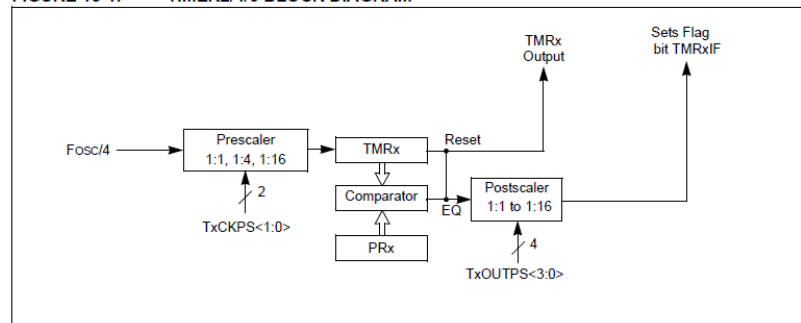 TMRx
Output
Sets Flag
bit TMRxIF
Fosc/4
Prescaler
1:1, 1:4, 1:16
2
TxCKPS<1:0>
TMRx
Reset
Comparator
EQ
PRx
Postscaler
1:1 to 1:16
4
TxOUTPS<3:0>